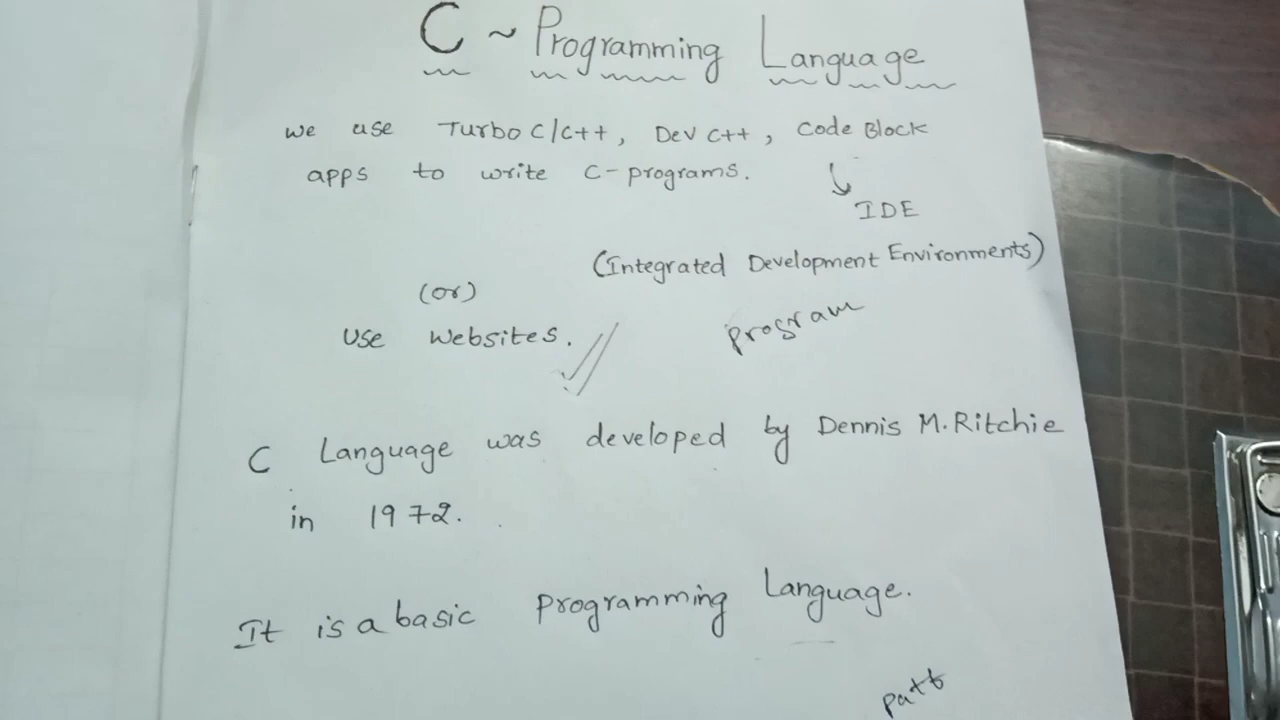 C ~ Programming Language
we use Turbo C/C++, Dev C++, Code Block
apps to write C-programs.
IDE
(Integrated Development Environments)
(or)
use websites.
program
C Language was developed by Dennis M. Ritchie
in 1972.
It is a basic programming Language.